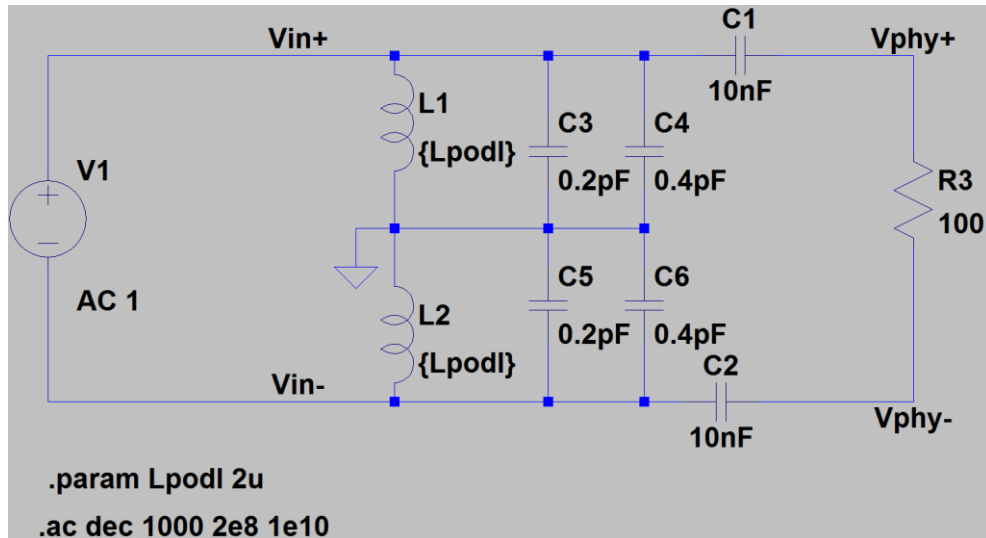 C1
Vin+
Vphy+
10nF
L1
C3
C4
{Lpodl}
V1
0.2pF
0.4pF
R3
100
C5
C6
AC 1
L2
0.2pF
0.4pF
{Lpodl}
C2
Vin-
Vphy-
10nF
.param Lpodl 2u
.ac dec 1000 2e8 1e10